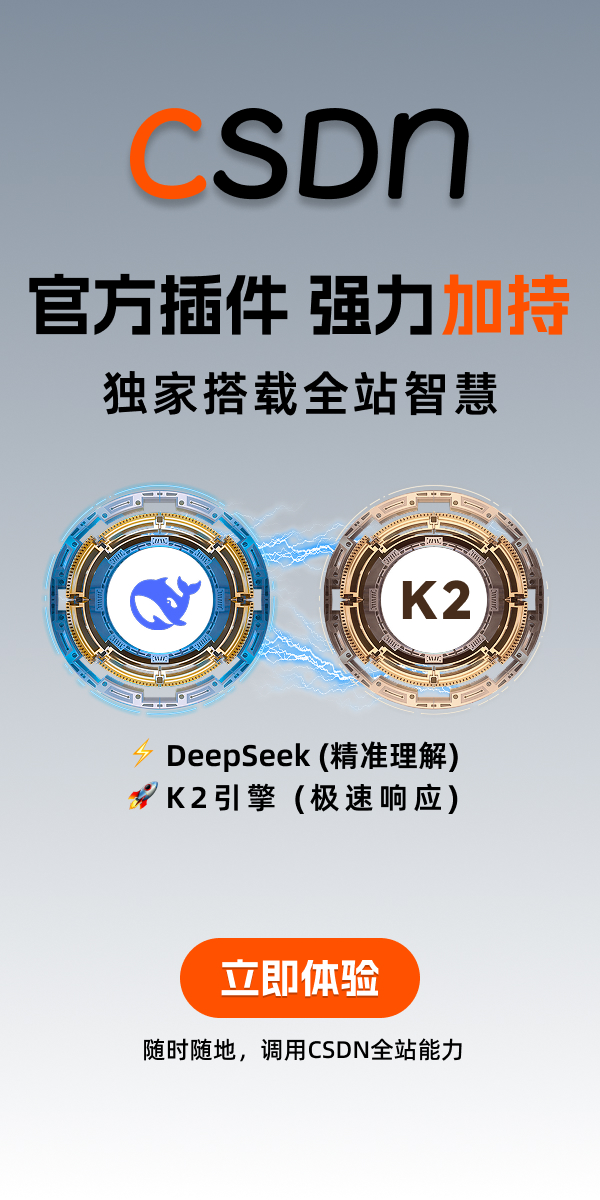 CSDN
官方插件 强力加持
独家搭载全站智慧
K2
⚡ DeepSeek (精准理解)
🚀 K2引擎 (极速响应)
立即体验
随时随地，调用CSDN全站能力